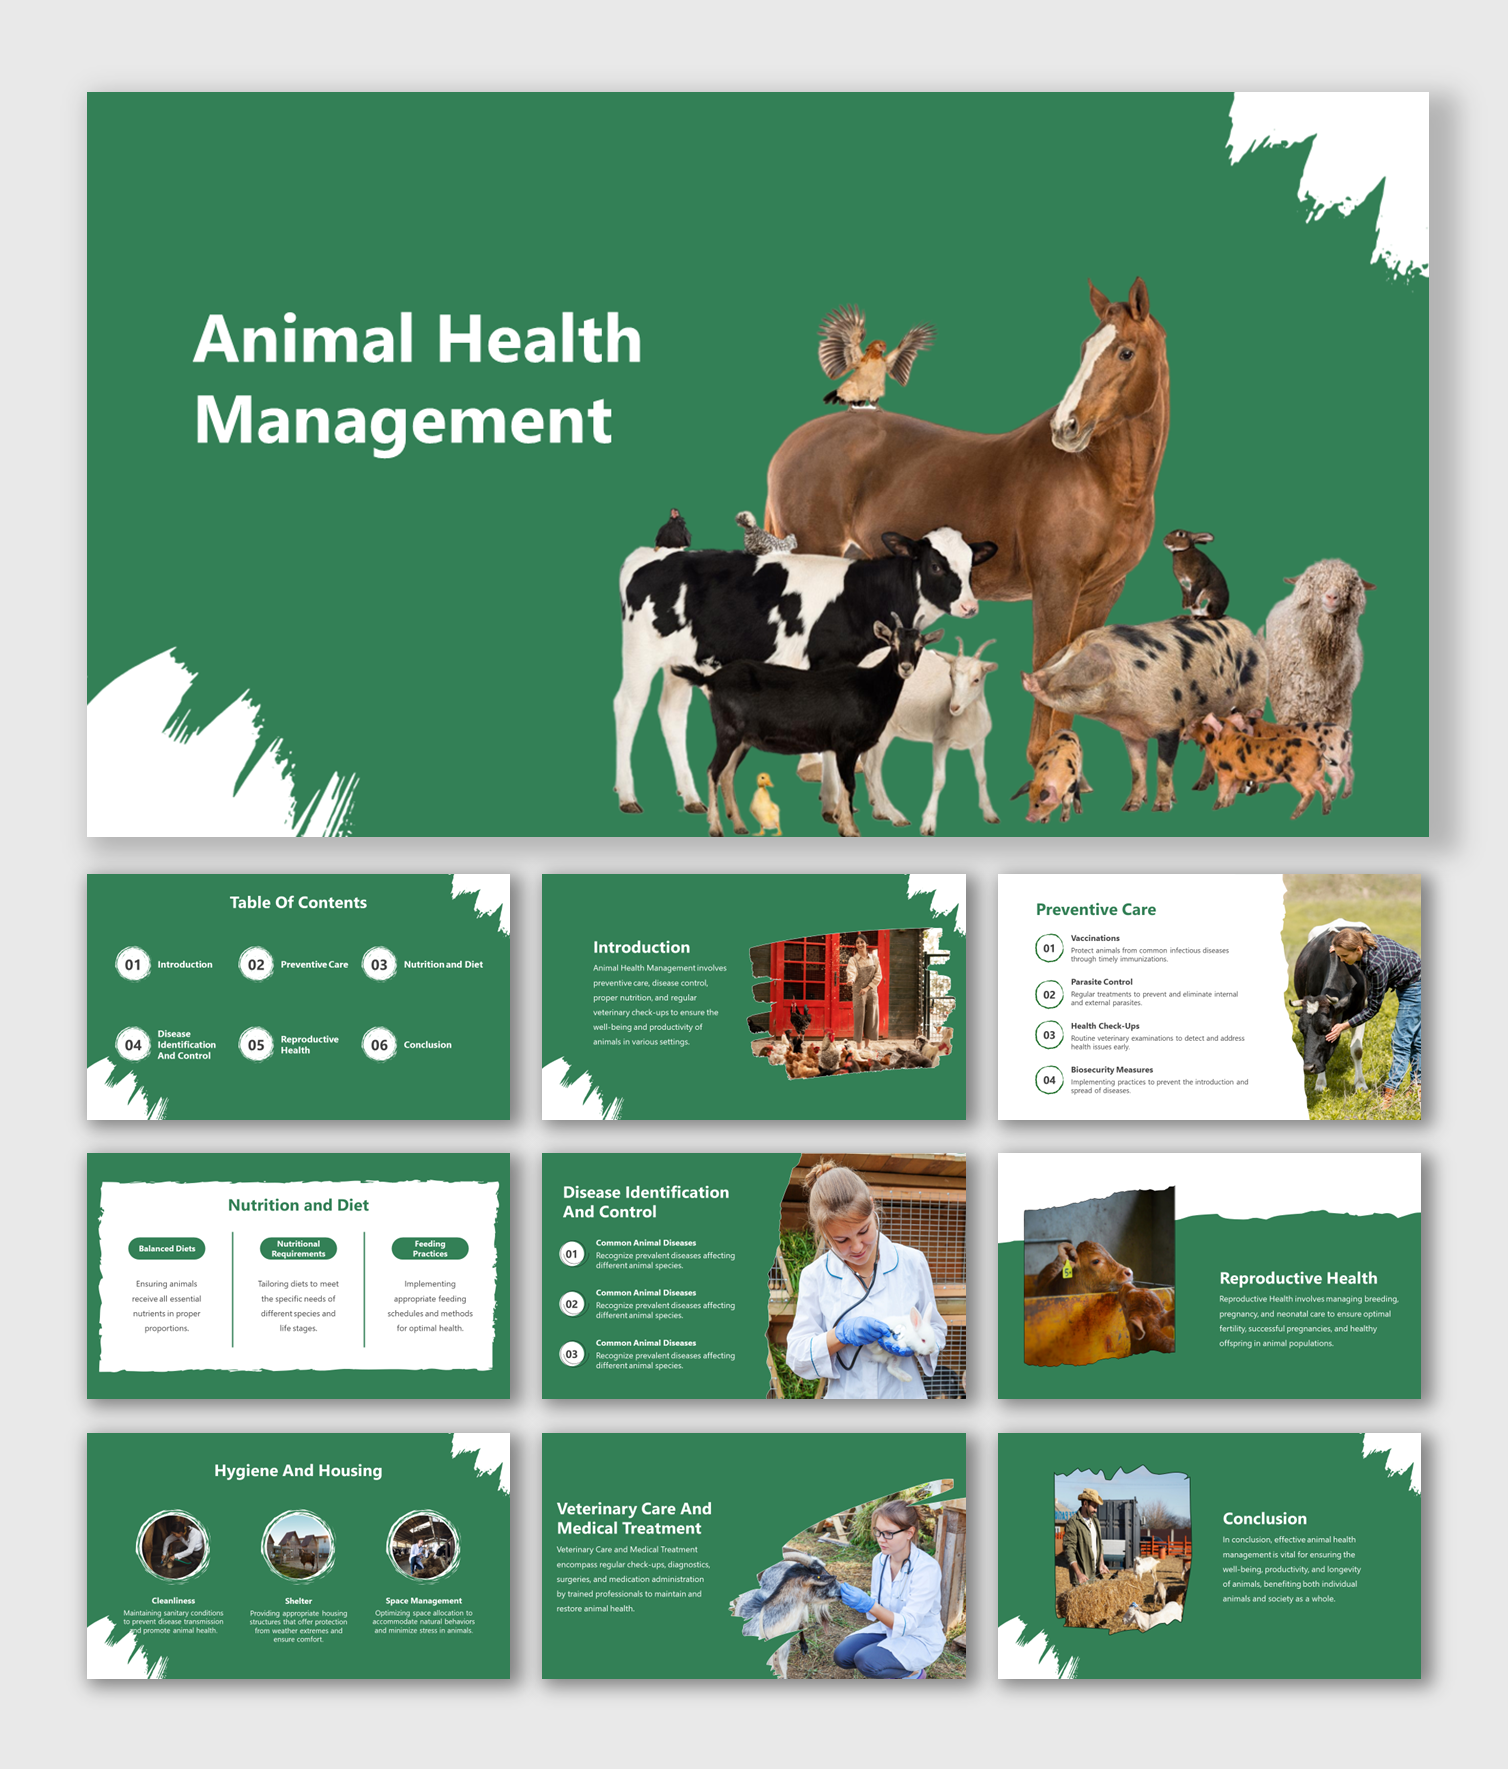 Animal Health
Management
Table Of Contents
01
Introduction
02
Preventive Care
03
Nutrition and Diet
04
Disease
Identification
And Control
05
Reproductive
Health
06
Conclusion
Introduction
Animal Health Management involves
preventive care, disease control,
proper nutrition, and regular
veterinary check-ups to ensure the
well-being and productivity of
animals in various settings.
Preventive Care
01
Vaccinations
Protect animals from common infectious diseases
through timely immunizations.
02
Parasite Control
Regular treatments to prevent and eliminate internal
and external parasites.
03
Health Check-Ups
Routine veterinary examinations to detect and address
health issues early.
04
Biosecurity Measures
Implementing practices to prevent the introduction and
spread of diseases.
Nutrition and Diet
Balanced Diets
Ensuring animals
receive all essential
nutrients in proper
proportions.
Nutritional
Requirements
Tailoring diets to meet
the specific needs of
different species and
life stages.
Feeding
Practices
Implementing
appropriate feeding
schedules and methods
for optimal health.
Disease Identification
And Control
01
Common Animal Diseases
Recognize prevalent diseases affecting
different animal species.
02
Common Animal Diseases
Recognize prevalent diseases affecting
different animal species.
03
Common Animal Diseases
Recognize prevalent diseases affecting
different animal species.
Reproductive Health
Reproductive Health involves managing breeding,
pregnancy, and neonatal care to ensure optimal
fertility, successful pregnancies, and healthy
offspring in animal populations.
Hygiene And Housing
Cleanliness
Maintaining sanitary conditions
to prevent disease transmission
and promote animal health.
Shelter
Providing appropriate housing
structures that offer protection
from weather extremes and
ensure comfort.
Space Management
Optimizing space allocation to
accommodate natural behaviors
and minimize stress in animals.
Veterinary Care And
Medical Treatment
Veterinary Care and Medical Treatment
encompass regular check-ups, diagnostics,
surgeries, and medication administration
by trained professionals to maintain and
restore animal health.
Conclusion
In conclusion, effective animal health
management is vital for ensuring the
well-being, productivity, and longevity
of animals, benefiting both individual
animals and society as a whole.